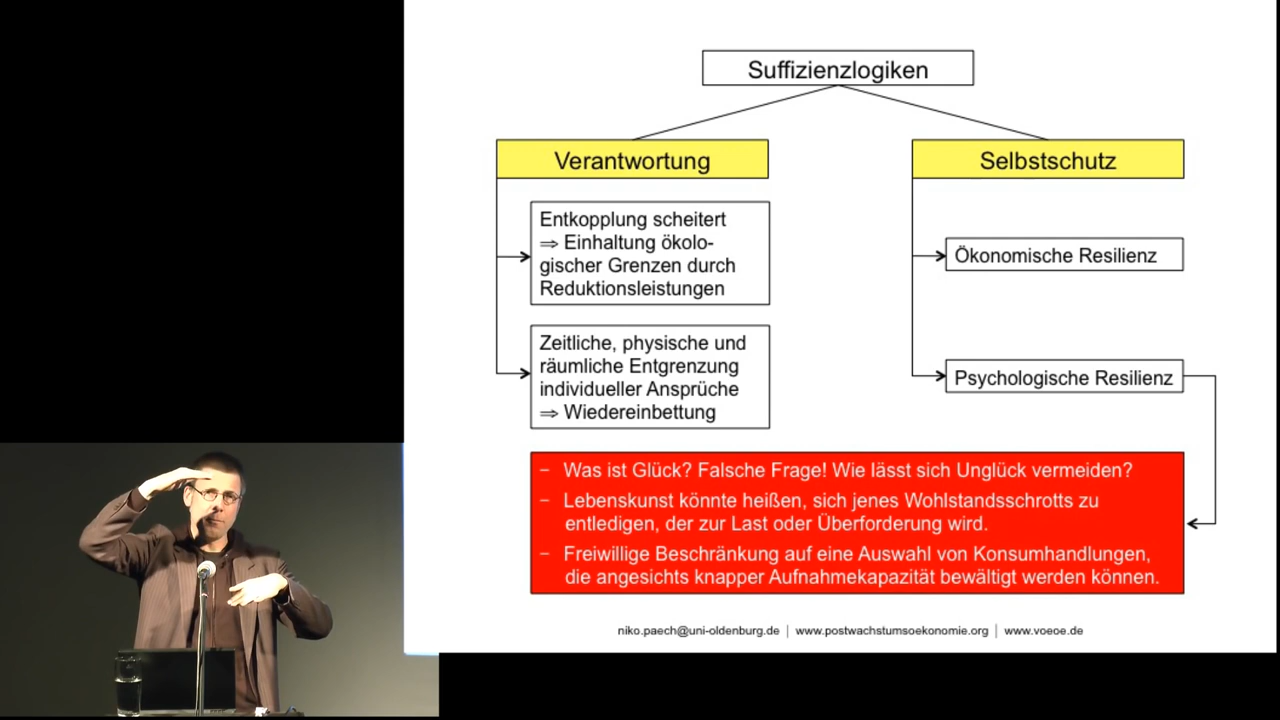 Suffizienzlogiken
Verantwortung
Entkopplung scheitert
⇒ Einhaltung ökolo-
gischer Grenzen durch
Reduktionsleistungen
Zeitliche, physische und
räumliche Entgrenzung
individueller Ansprüche
⇒ Wiedereinbettung
Selbstschutz
Ökonomische Resilienz
Psychologische Resilienz
– Was ist Glück? Falsche Frage! Wie lässt sich Unglück vermeiden?
– Lebenskunst könnte heißen, sich jenes Wohlstandsschrotts zu
entledigen, der zur Last oder Überforderung wird.
– Freiwillige Beschränkung auf eine Auswahl von Konsumhandlungen,
die angesichts knapper Aufnahmekapazität bewältigt werden können.
niko.paech@uni-oldenburg.de | www.postwachstumsoekonomie.org | www.voeoe.de